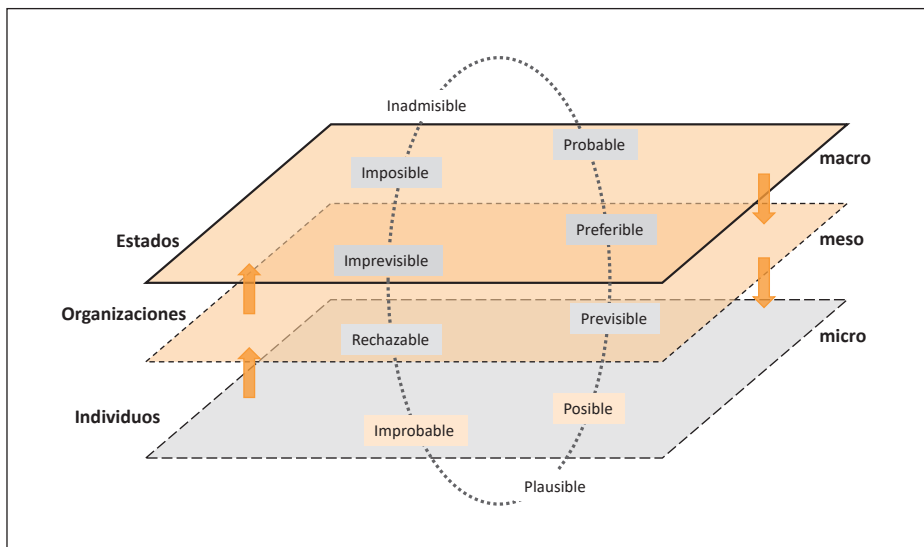 Inadmisible
Probable
macro
Imposible
Preferible
Estados
meso
Imprevisible
Organizaciones
Previsible
micro
Rechazable
Individuos
Posible
Improbable
Plausible